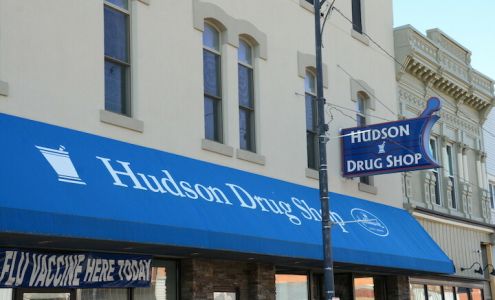 HUDSON
DRUG SHOP
Hudson Drug Shop
FLU VACCINE HERE TODAY